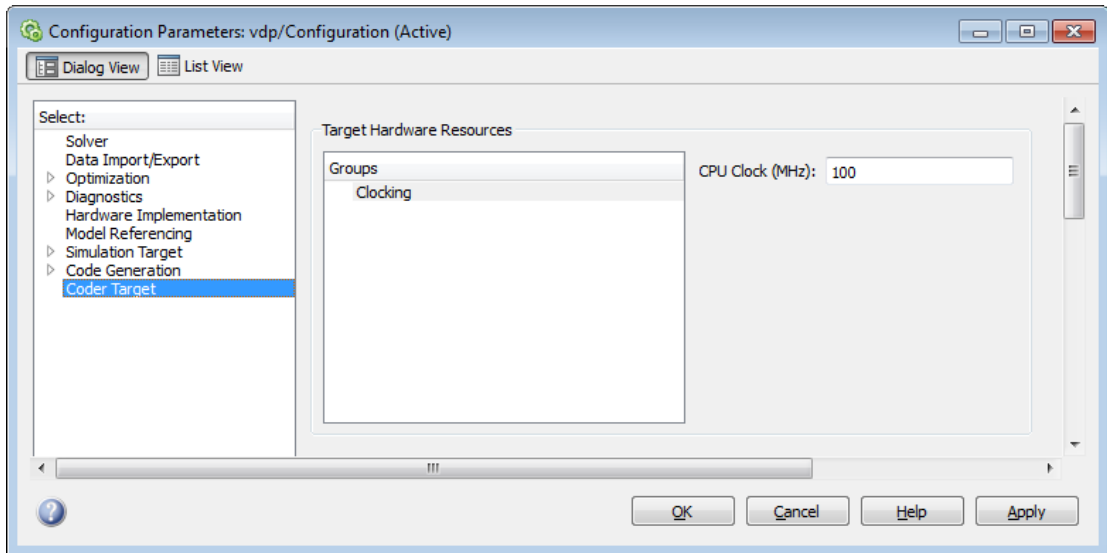 Configuration Parameters: vdp/Configuration (Active)
Dialog View List View
Select:
Solver
Data Import/Export
Optimization
Diagnostics
Hardware Implementation
Model Referencing
Simulation Target
Code Generation
Coder Target
Target Hardware Resources
Groups
Clocking
CPU Clock (MHz): 100
OK Cancel Help Apply